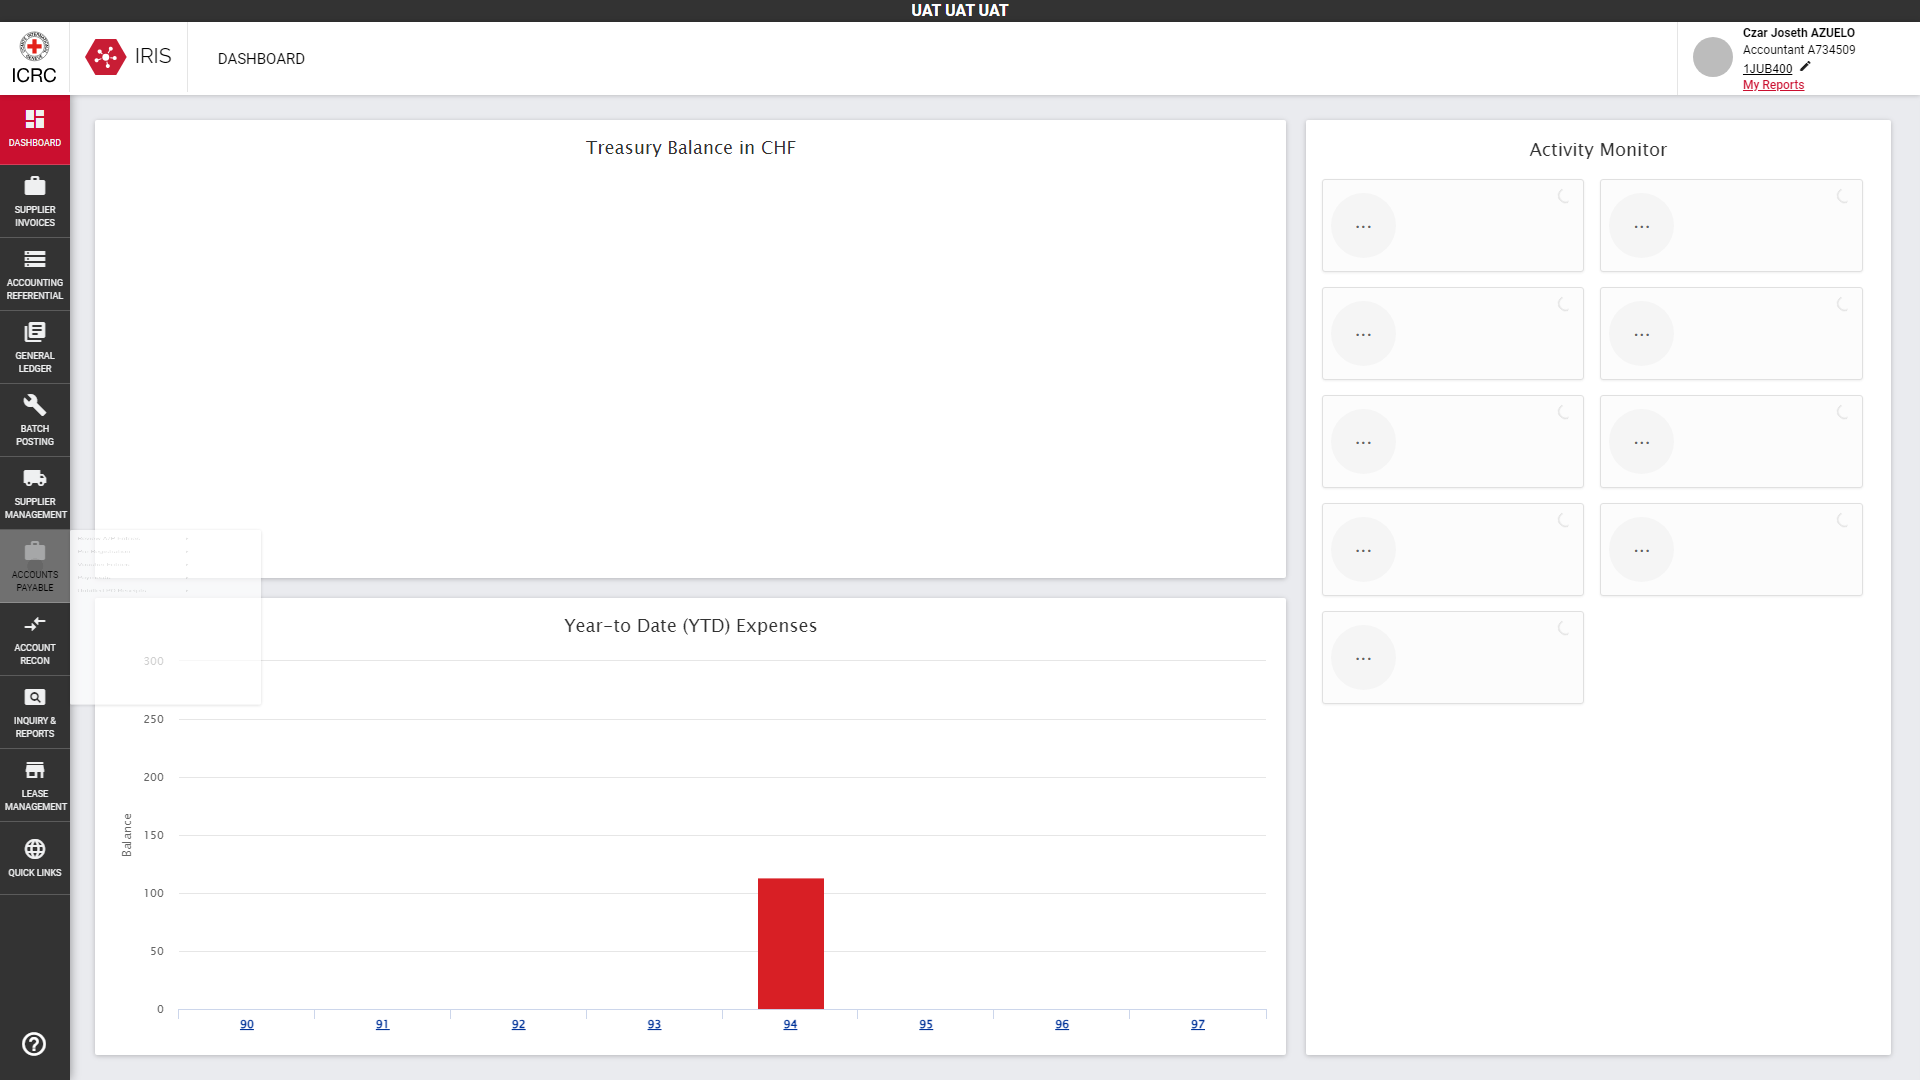 UAT UAT UAT
ICRC
IRIS
DASHBOARD
Czar Joseth AZUELO
Accountant A734509
1JUB400
My Reports
DASHBOARD
SUPPLIER
INVOICES
ACCOUNTING
REFERENTIAL
GENERAL
LEDGER
BATCH
POSTING
SUPPLIER
MANAGEMENT
ACCOUNTS
PAYABLE
ACCOUNT
RECON
INQUIRY &
REPORTS
LEASE
MANAGEMENT
QUICK LINKS
Treasury Balance in CHF
Year-to Date (YTD) Expenses
Balance
300
250
200
150
100
50
0
90 91 92 93 94 95 96 97
Activity Monitor
... ...
... ...
... ...
... ...
...